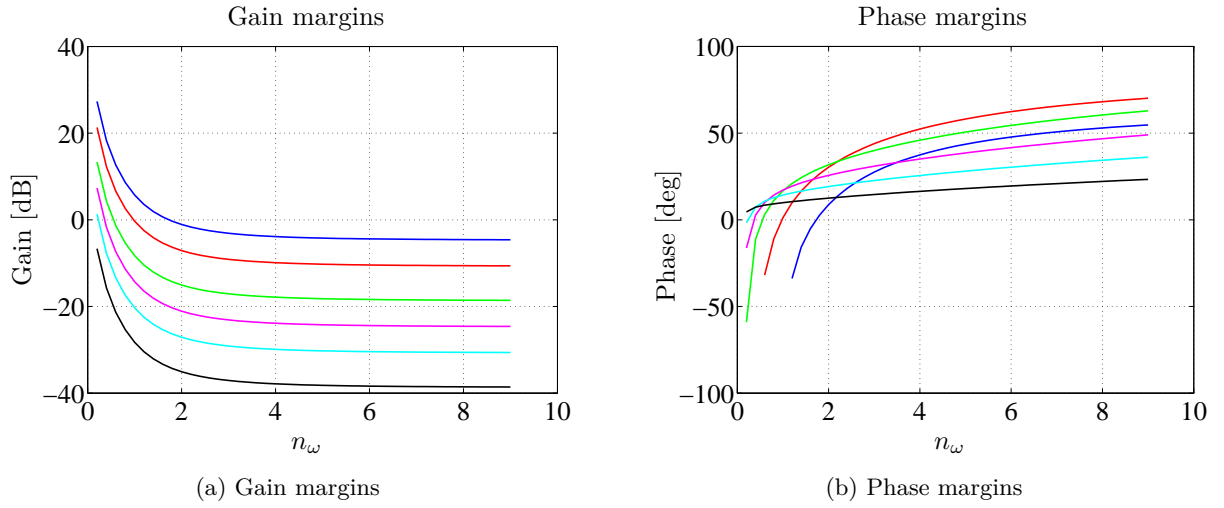 Gain margins
Gain [dB]
40
20
0
−20
−40
0
2
4
6
8
10
nω
(a) Gain margins
Phase margins
Phase [deg]
100
50
0
−50
−100
0
2
4
6
8
10
nω
(b) Phase margins